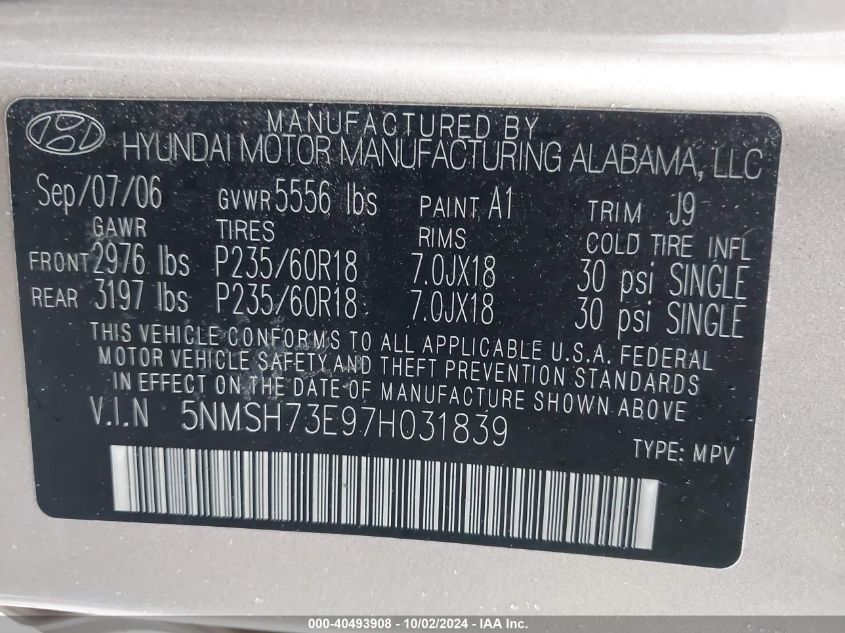 MANUFACTURED BY
HYUNDAI MOTOR MANUFACTURING ALABAMA, LLC
Sep/07/06 GVWR 5556 lbs PAINT A1 TRIM J9
GAWR TIRES RIMS COLD TIRE INFL
FRONT 2976 lbs P235/60R18 7.0JX18 30 psi SINGLE
REAR 3197 lbs P235/60R18 7.0JX18 30 psi SINGLE
THIS VEHICLE CONFORMS TO ALL APPLICABLE U.S.A. FEDERAL
MOTOR VEHICLE SAFETY AND THEFT PREVENTION STANDARDS
IN EFFECT ON THE DATE OF MANUFACTURE SHOWN ABOVE.
V.I.N 5NMSH73E97H031839
TYPE: MPV
000-40493908 - 10/02/2024 - IAA Inc.